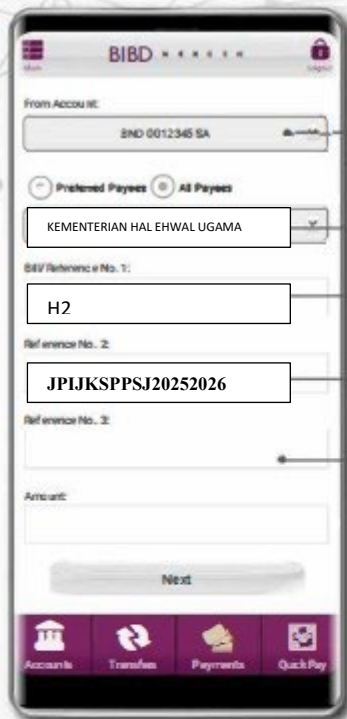 BIBD
Logout
From Account:
BND 0012345 SA
Preferred Payees All Payees
KEMENTERIAN HAL EHWAL UGAMA
Bill/Reference No. 1:
H2
Reference No. 2:
JPIJKSPPSJ20252026
Reference No. 3:
Amount:
Next
Accounts Transfers Payments Quick Pay